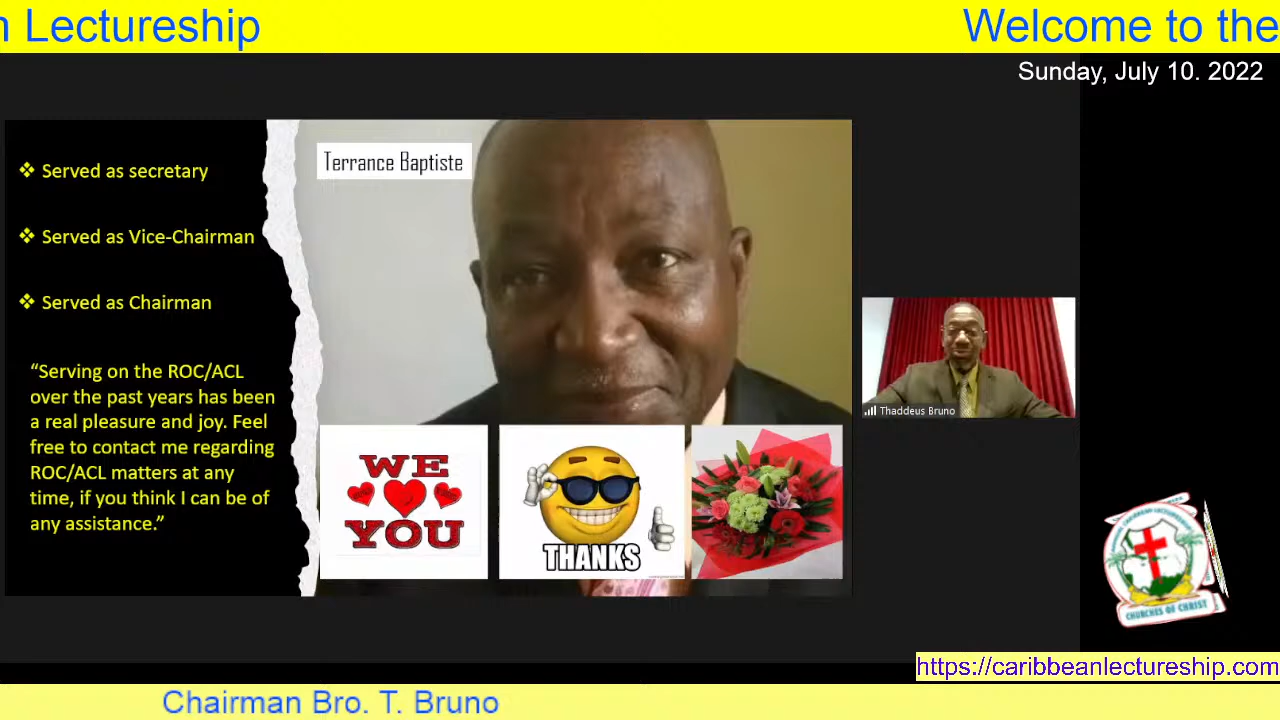 n Lectureship
Welcome to the
Sunday, July 10. 2022
Terrance Baptiste
❖ Served as secretary
❖ Served as Vice-Chairman
❖ Served as Chairman
“Serving on the ROC/ACL
over the past years has been
a real pleasure and joy. Feel
free to contact me regarding
ROC/ACL matters at any
time, if you think I can be of
any assistance.”
WE
YOU
THANKS
Thaddeus Bruno
CHURCHES OF CHRIST
https://caribbeanlectureship.com
Chairman Bro. T. Bruno